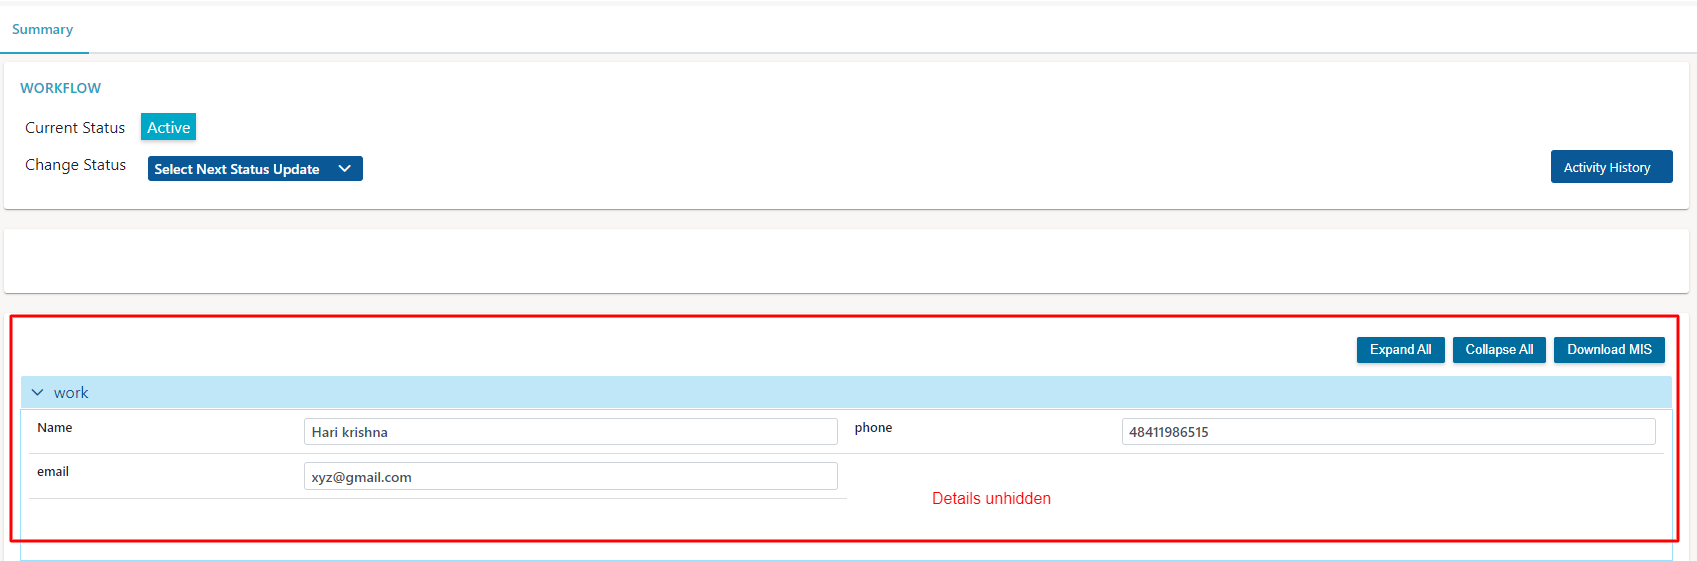 Summary
WORKFLOW
Current Status Active
Change Status Select Next Status Update
Activity History
Expand All Collapse All Download MIS
work
Name Hari krishna phone 48411986515
email xyz@gmail.com
Details unhidden